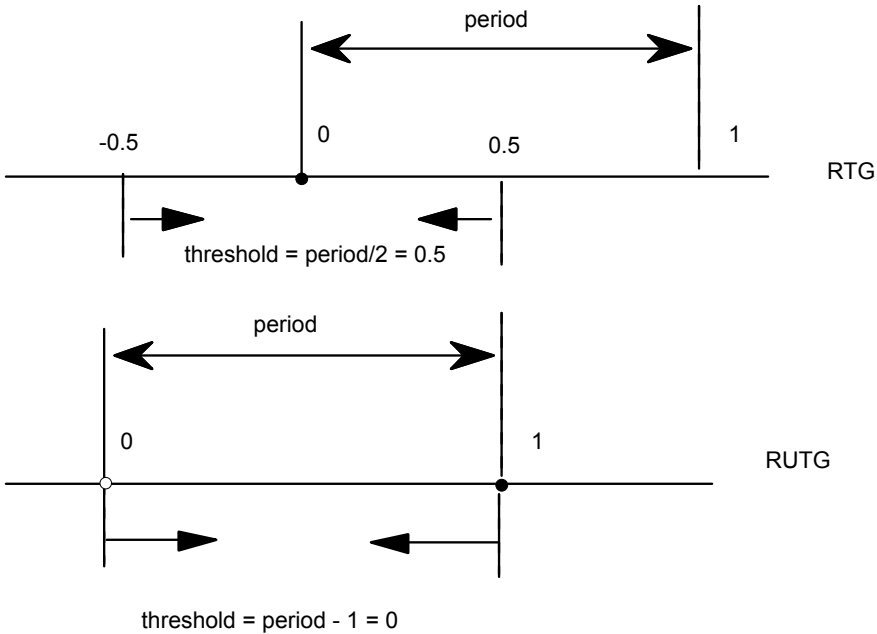 period
-0.5
0
0.5
1
RTG
threshold = period/2 = 0.5
period
0
1
RUTG
threshold = period - 1 = 0